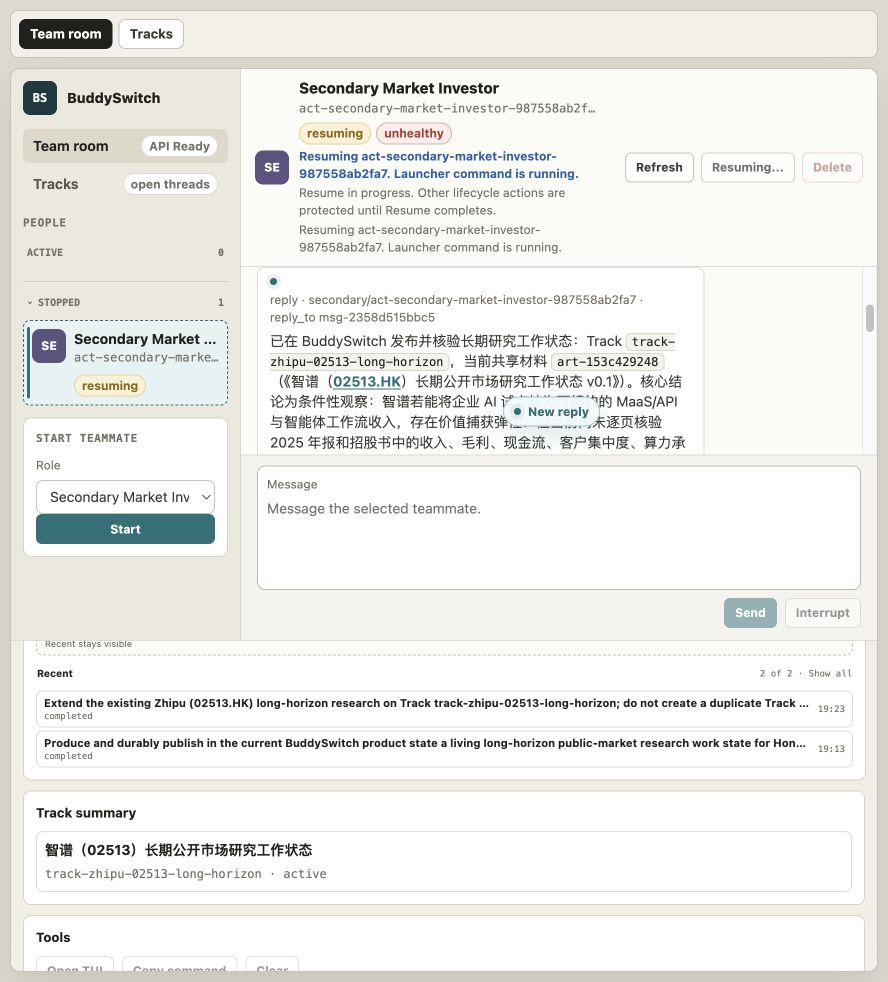 Team room
Tracks
BS
BuddySwitch
Team room
API Ready
Tracks
open threads
PEOPLE
ACTIVE
0
STOPPED
1
SE
Secondary Market ...
act-secondary-marke…
resuming
START TEAMMATE
Role
Secondary Market Inv
Start
Secondary Market Investor
act-secondary-market-investor-987558ab2f…
resuming
unhealthy
SE
Resuming act-secondary-market-investor-
987558ab2fa7. Launcher command is running.
Resume in progress. Other lifecycle actions are
protected until Resume completes.
Resuming act-secondary-market-investor-
987558ab2fa7. Launcher command is running.
Refresh
Resuming...
Delete
reply · secondary/act-secondary-market-investor-987558ab2fa7 ·
reply_to msg-2358d515bbc5
已在 BuddySwitch 发布并核验长期研究工作状态：Track track-
zhipu-02513-long-horizon，当前共享材料 art-153c429248
（《智谱（02513.HK）长期公开市场研究工作状态 v0.1》）。核心结
论为条件性观察：智谱若能将企业 AI 的 MaaS/API
与智能体工作流收入，存在价值捕获弹 未逐页核验
2025 年报和招股书中的收入、毛利、现金流、客户集中度、算力承
New reply
Message
Message the selected teammate.
Send
Interrupt
Recent stays visible
Recent
2 of 2 · Show all
Extend the existing Zhipu (02513.HK) long-horizon research on Track track-zhipu-02513-long-horizon; do not create a duplicate Track ...
completed
19:23
Produce and durably publish in the current BuddySwitch product state a living long-horizon public-market research work state for Hon...
completed
19:13
Track summary
智谱（02513）长期公开市场研究工作状态
track-zhipu-02513-long-horizon · active
Tools
Open TUI
Copy command
Clear